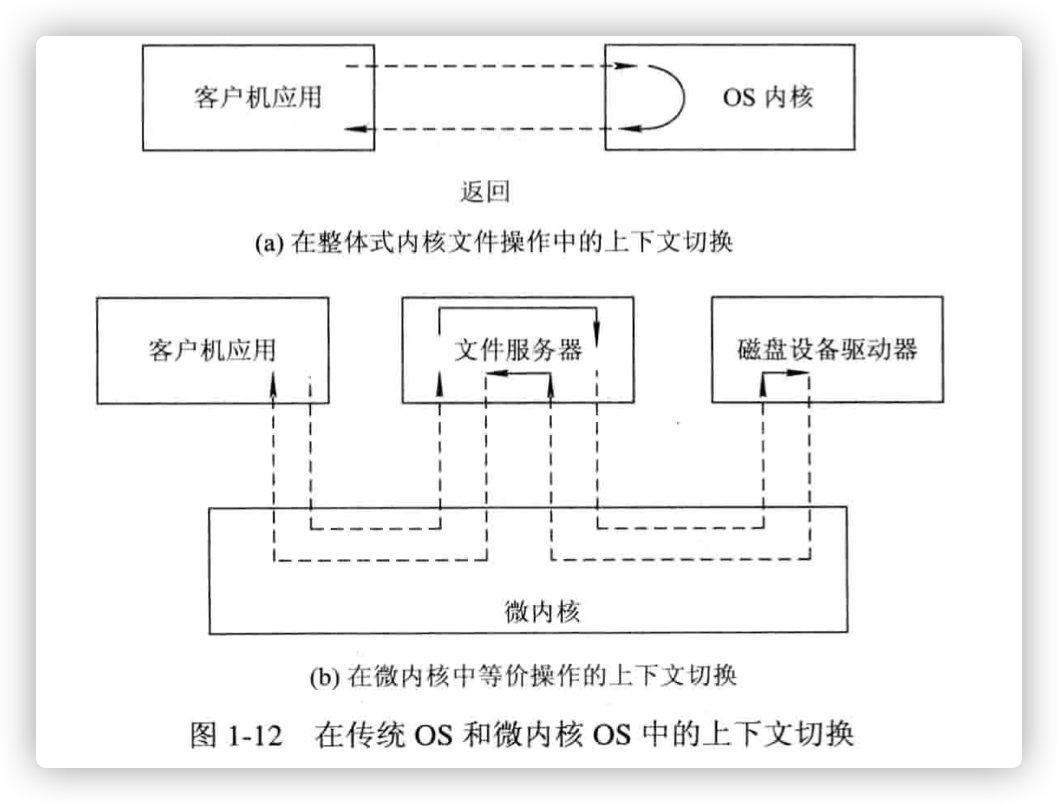 客户机应用
OS 内核
返回
(a) 在整体式内核文件操作中的上下文切换
客户机应用
文件服务器
磁盘设备驱动器
微内核
(b) 在微内核中等价操作的上下文切换
图 1-12 在传统 OS 和微内核 OS 中的上下文切换